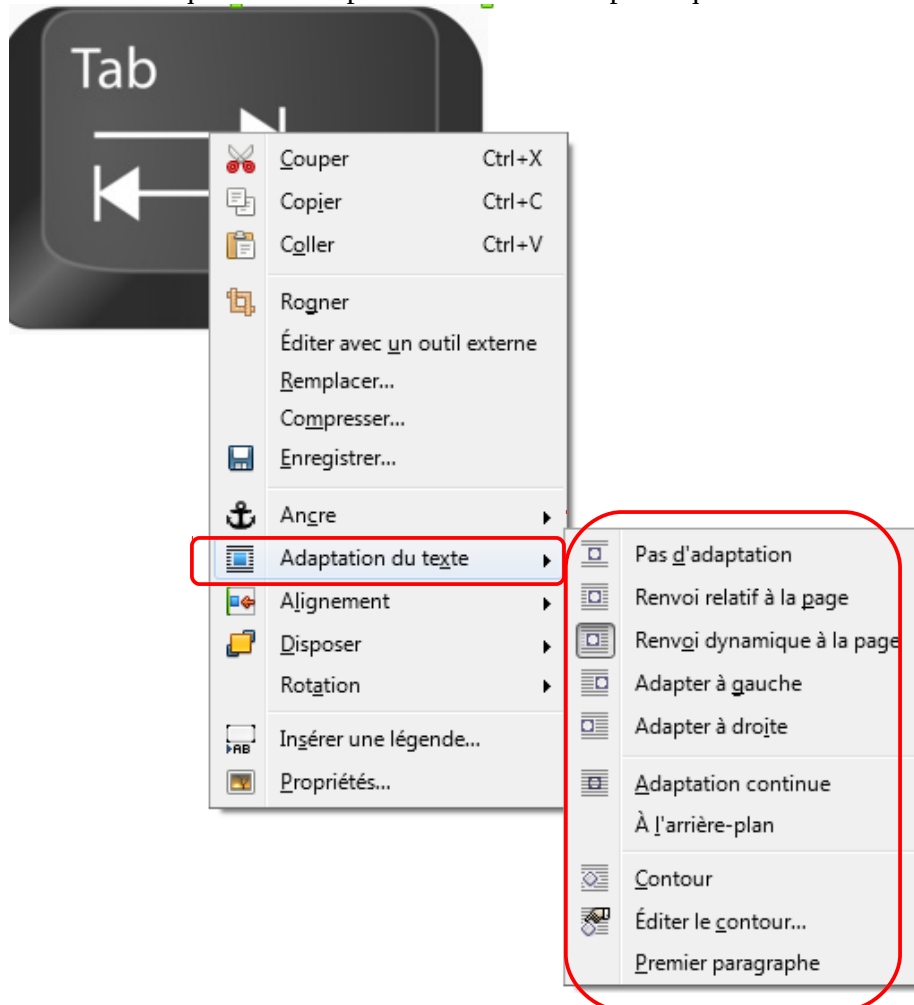 Tab
Couper Ctrl+X
Copier Ctrl+C
Coller Ctrl+V
Rogner
Éditer avec un outil externe
Remplacer...
Compresser...
Enregistrer...
Ancre
Adaptation du texte
Alignement
Disposer
Rotation
Insérer une légende...
Propriétés...
Pas d'adaptation
Renvoi relatif à la page
Renvoi dynamique à la page
Adapter à gauche
Adapter à droite
Adaptation continue
À l'arrière-plan
Contour
Éditer le contour...
Premier paragraphe